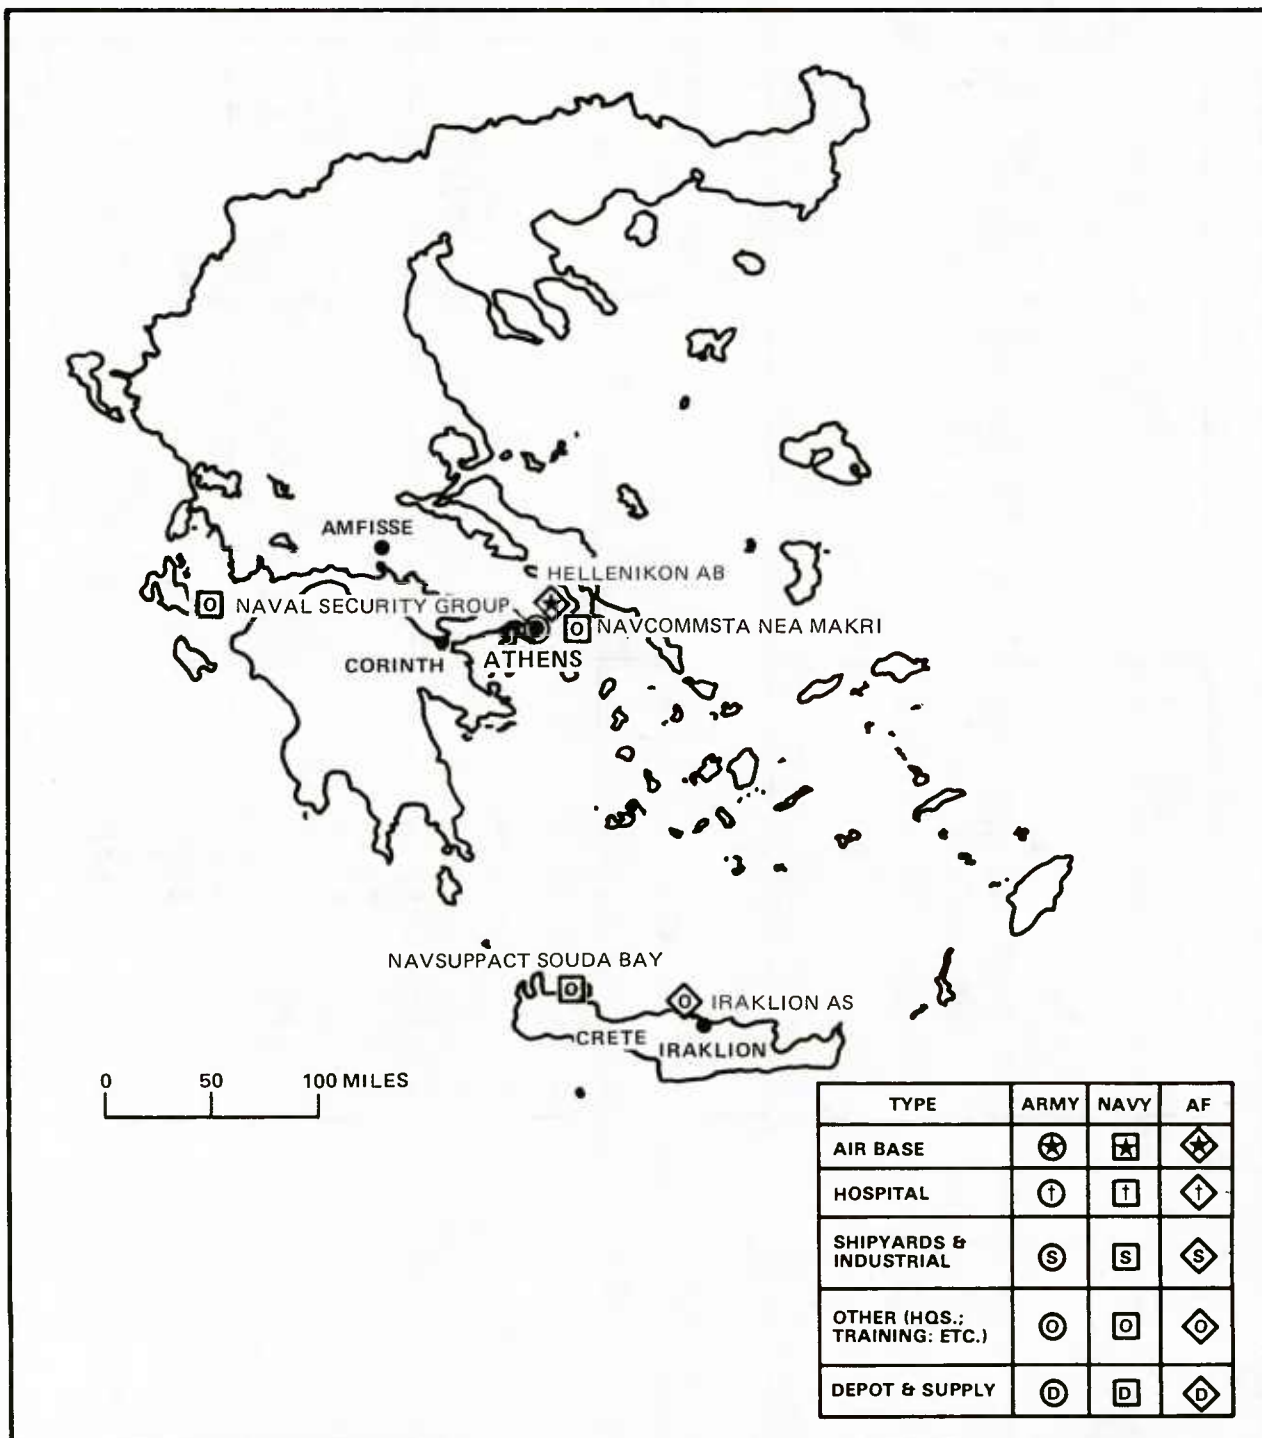 AMFISSE
HELLENIKON AB
O NAVAL SECURITY GROUP
O NAVCOMMSTA NEA MAKRI
CORINTH
ATHENS
NAVSUPPACT SOUDA BAY
O
O IRAKLION AS
CRETE
IRAKLION
0 50 100 MILES
TYPE ARMY NAVY AF
AIR BASE
HOSPITAL † † †
SHIPYARDS &
INDUSTRIAL S S S
OTHER (HQS.;
TRAINING: ETC.) O O O
DEPOT & SUPPLY D D D